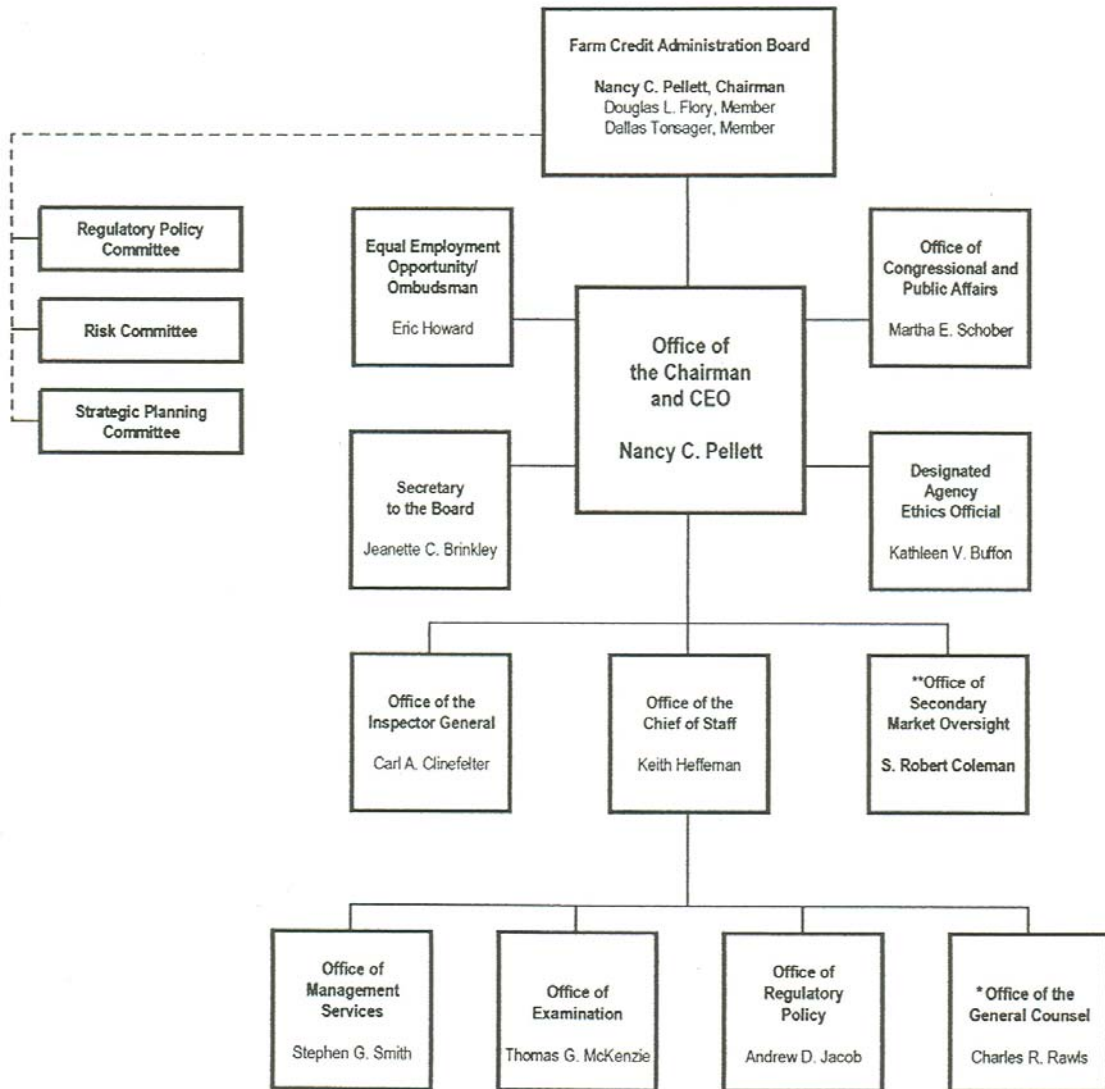 Farm Credit Administration Board
Nancy C. Pellett, Chairman
Douglas L. Flory, Member
Dallas Tonsager, Member
Regulatory Policy
Committee
Risk Committee
Strategic Planning
Committee
Equal Employment
Opportunity/
Ombudsman
Eric Howard
Office of
Congressional and
Public Affairs
Martha E. Schober
Office of
the Chairman
and CEO
Nancy C. Pellett
Secretary
to the Board
Jeanette C. Brinkley
Designated
Agency
Ethics Official
Kathleen V. Buffon
Office of the
Inspector General
Carl A. Clinefelter
Office of the
Chief of Staff
Keith Heffernan
**Office of
Secondary
Market Oversight
S. Robert Coleman
Office of
Management
Services
Stephen G. Smith
Office of
Examination
Thomas G. McKenzie
Office of
Regulatory
Policy
Andrew D. Jacob
*Office of the
General Counsel
Charles R. Rawls